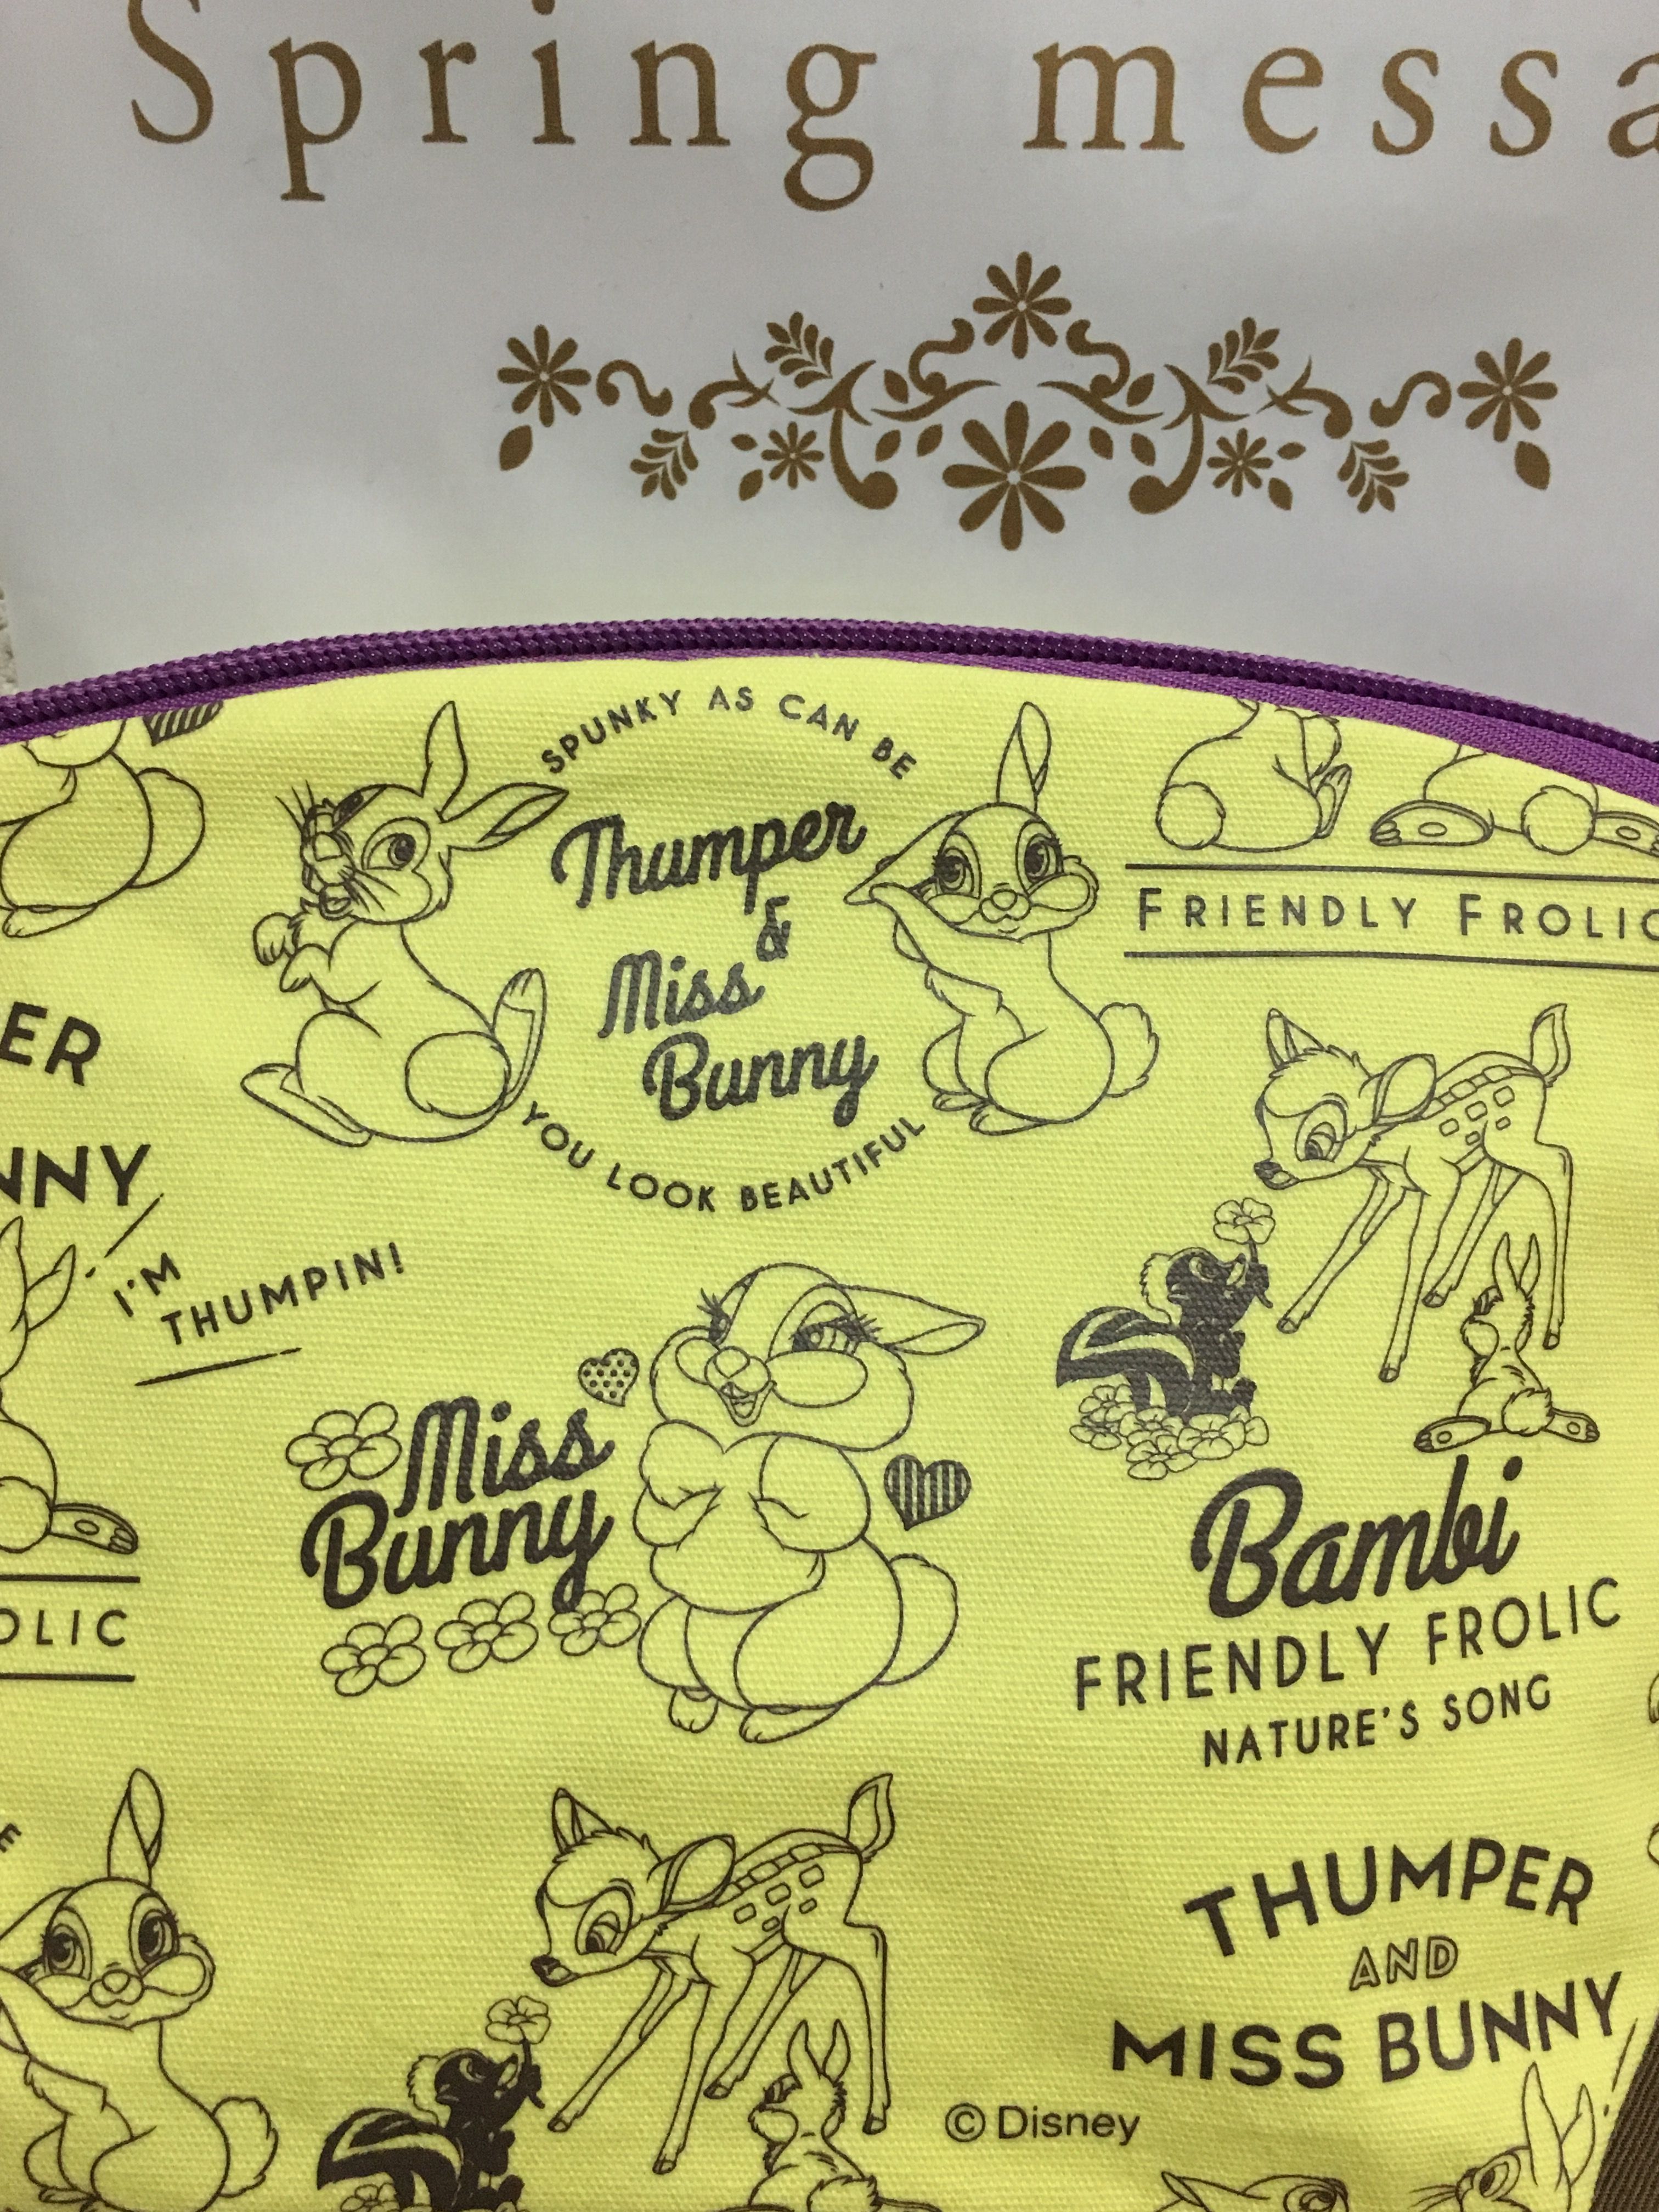 Spring messa
SPUNKY AS CAN BE
Thumper
&
Miss
Bunny
YOU LOOK BEAUTIFUL
FRIENDLY FROLIC
ER
NNY
I'M
THUMPIN!
Miss
Bunny
OLIC
Bambi
FRIENDLY FROLIC
NATURE'S SONG
E
THUMPER
AND
MISS BUNNY
©Disney